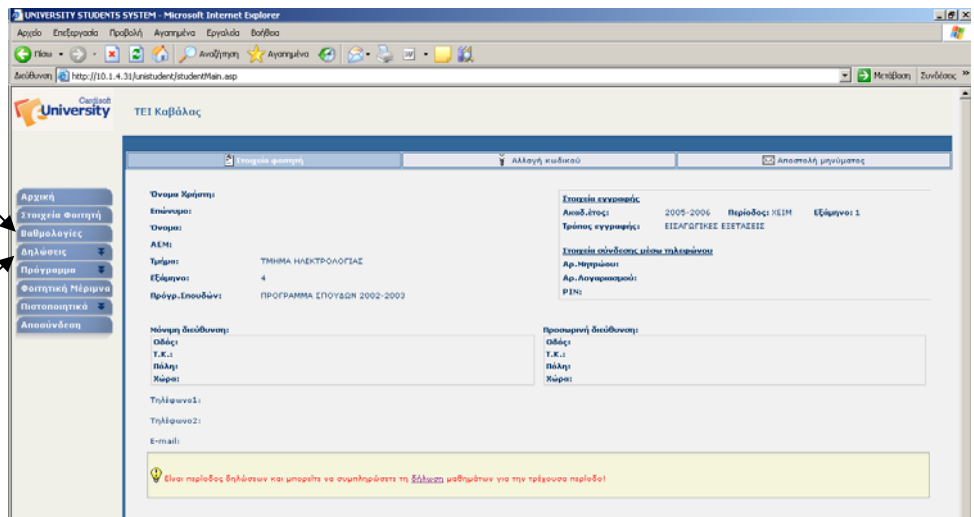 UNIVERSITY STUDENTS SYSTEM - Microsoft Internet Explorer
Αρχείο Επεξεργασία Προβολή Αγαπημένα Εργαλεία Βοήθεια
Πίσω Αναζήτηση Αγαπημένα
Διεύθυνση http://10.1.4.31/unistudent/studentMain.asp Μετάβαση Συνδέσεις »
Cardisoft
University
ΤΕΙ Καβάλας
Στοιχεία φοιτητή Αλλαγή κωδικού Αποστολή μηνύματος
Αρχική
Στοιχεία Φοιτητή
Βαθμολογίες
Δηλώσεις
Πρόγραμμα
Φοιτητική Μέριμνα
Πιστοποιητικά
Αποσύνδεση
Όνομα Χρήστη:
Επώνυμο:
Όνομα:
ΑΕΜ:
Τμήμα: ΤΜΗΜΑ ΗΛΕΚΤΡΟΛΟΓΙΑΣ
Εξάμηνο: 4
Πρόγρ.Σπουδών: ΠΡΟΓΡΑΜΜΑ ΣΠΟΥΔΩΝ 2002-2003
Στοιχεία εγγραφής
Ακαδ.έτος: 2005-2006 Περίοδος: ΧΕΙΜ Εξάμηνο: 1
Τρόπος εγγραφής: ΕΙΣΑΓΩΓΙΚΕΣ ΕΞΕΤΑΣΕΙΣ
Στοιχεία σύνδεσης μέσω τηλεφώνου
Αρ.Μητρώου:
Αρ.Λογαριασμού:
PIN:
Μόνιμη διεύθυνση:
Οδός:
Τ.Κ.:
Πόλη:
Χώρα:
Προσωρινή διεύθυνση:
Οδός:
Τ.Κ.:
Πόλη:
Χώρα:
Τηλέφωνο1:
Τηλέφωνο2:
E-mail:
Είναι περίοδος δηλώσεων και μπορείτε να συμπληρώσετε τη δήλωση μαθημάτων για την τρέχουσα περίοδο!